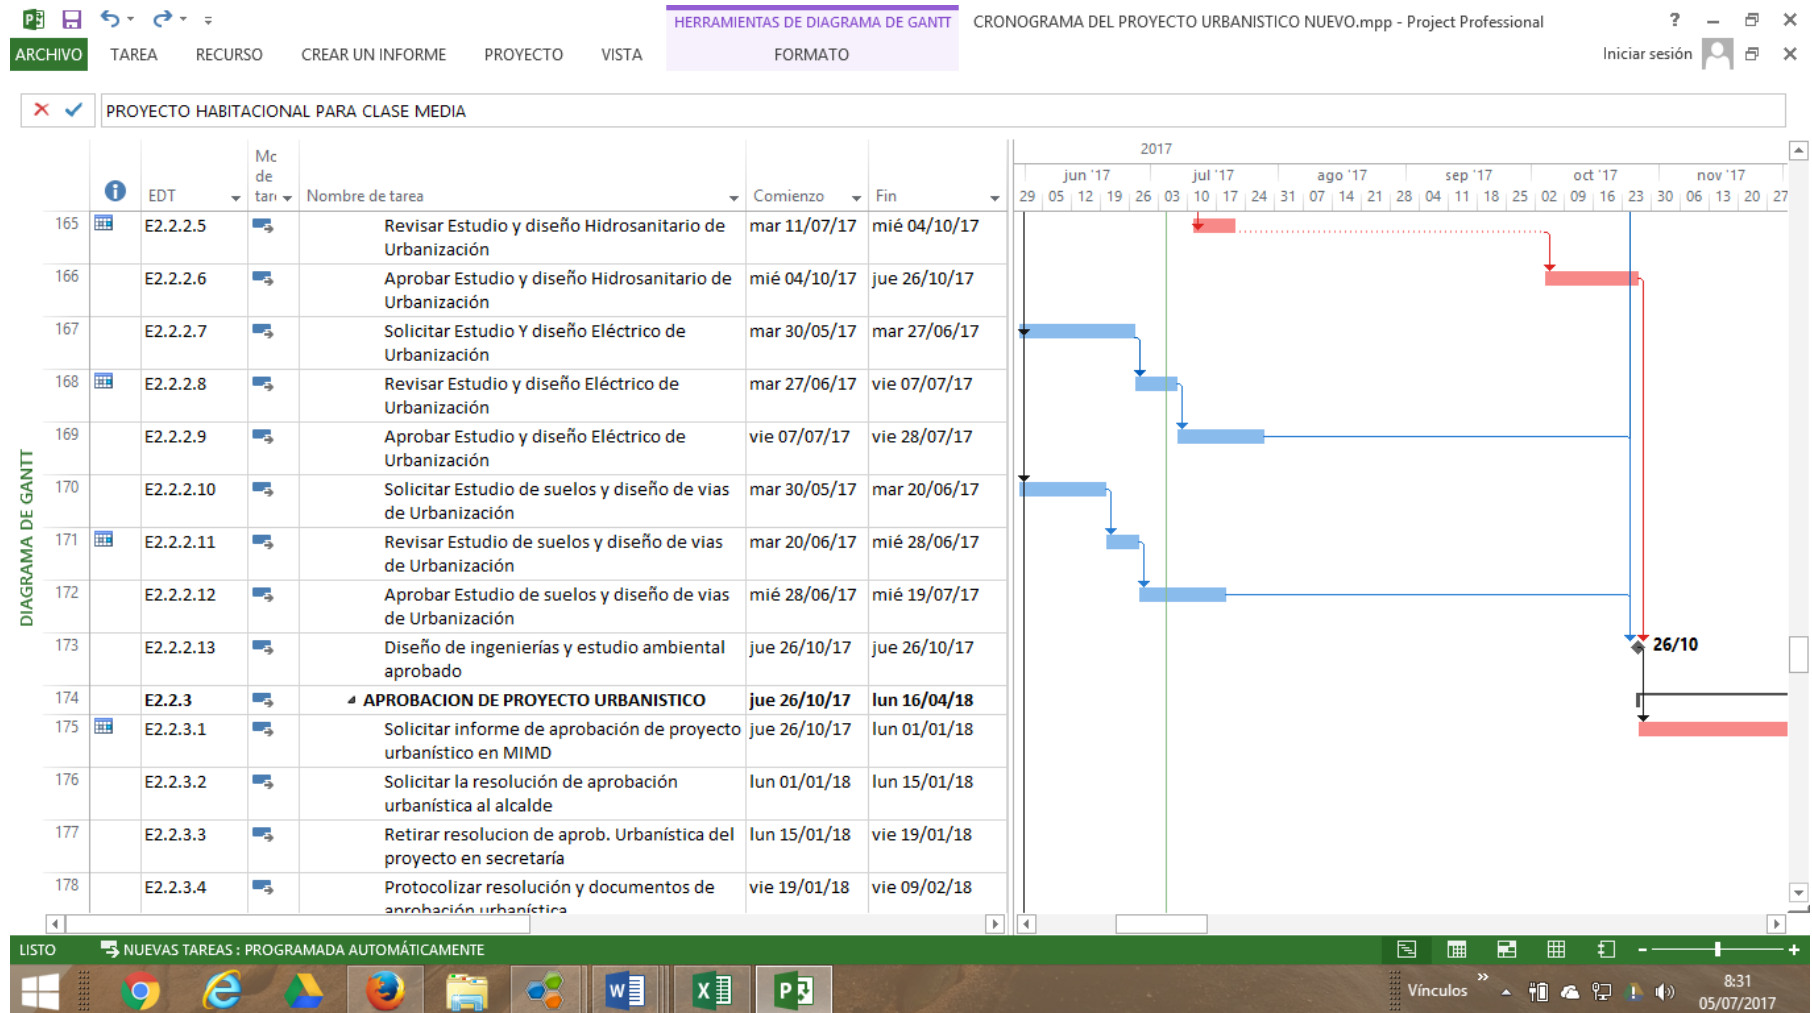 HERRAMIENTAS DE DIAGRAMA DE GANTT
CRONOGRAMA DEL PROYECTO URBANISTICO NUEVO.mpp - Project Professional
ARCHIVO TAREA RECURSO CREAR UN INFORME PROYECTO VISTA FORMATO
Iniciar sesión
PROYECTO HABITACIONAL PARA CLASE MEDIA
EDT
Mc
de
tar
Nombre de tarea
Comienzo
Fin
2017
jun '17 jul '17 ago '17 sep '17 oct '17 nov '17
29 05 12 19 26 03 10 17 24 31 07 14 21 28 04 11 18 25 02 09 16 23 30 06 13 20 27
165 E2.2.2.5 Revisar Estudio y diseño Hidrosanitario de mar 11/07/17 mié 04/10/17
Urbanización
166 E2.2.2.6 Aprobar Estudio y diseño Hidrosanitario de mié 04/10/17 jue 26/10/17
Urbanización
167 E2.2.2.7 Solicitar Estudio Y diseño Eléctrico de mar 30/05/17 mar 27/06/17
Urbanización
168 E2.2.2.8 Revisar Estudio y diseño Eléctrico de mar 27/06/17 vie 07/07/17
Urbanización
169 E2.2.2.9 Aprobar Estudio y diseño Eléctrico de vie 07/07/17 vie 28/07/17
Urbanización
170 E2.2.2.10 Solicitar Estudio de suelos y diseño de vias mar 30/05/17 mar 20/06/17
de Urbanización
171 E2.2.2.11 Revisar Estudio de suelos y diseño de vias mar 20/06/17 mié 28/06/17
de Urbanización
172 E2.2.2.12 Aprobar Estudio de suelos y diseño de vias mié 28/06/17 mié 19/07/17
de Urbanización
173 E2.2.2.13 Diseño de ingenierías y estudio ambiental jue 26/10/17 jue 26/10/17 26/10
aprobado
174 E2.2.3 APROBACION DE PROYECTO URBANISTICO jue 26/10/17 lun 16/04/18
175 E2.2.3.1 Solicitar informe de aprobación de proyecto jue 26/10/17 lun 01/01/18
urbanístico en MIMD
176 E2.2.3.2 Solicitar la resolución de aprobación lun 01/01/18 lun 15/01/18
urbanística al alcalde
177 E2.2.3.3 Retirar resolucion de aprob. Urbanística del lun 15/01/18 vie 19/01/18
proyecto en secretaría
178 E2.2.3.4 Protocolizar resolución y documentos de vie 19/01/18 vie 09/02/18
aprobación urbanística
DIAGRAMA DE GANTT
LISTO NUEVAS TAREAS : PROGRAMADA AUTOMÁTICAMENTE
Vínculos
8:31
05/07/2017